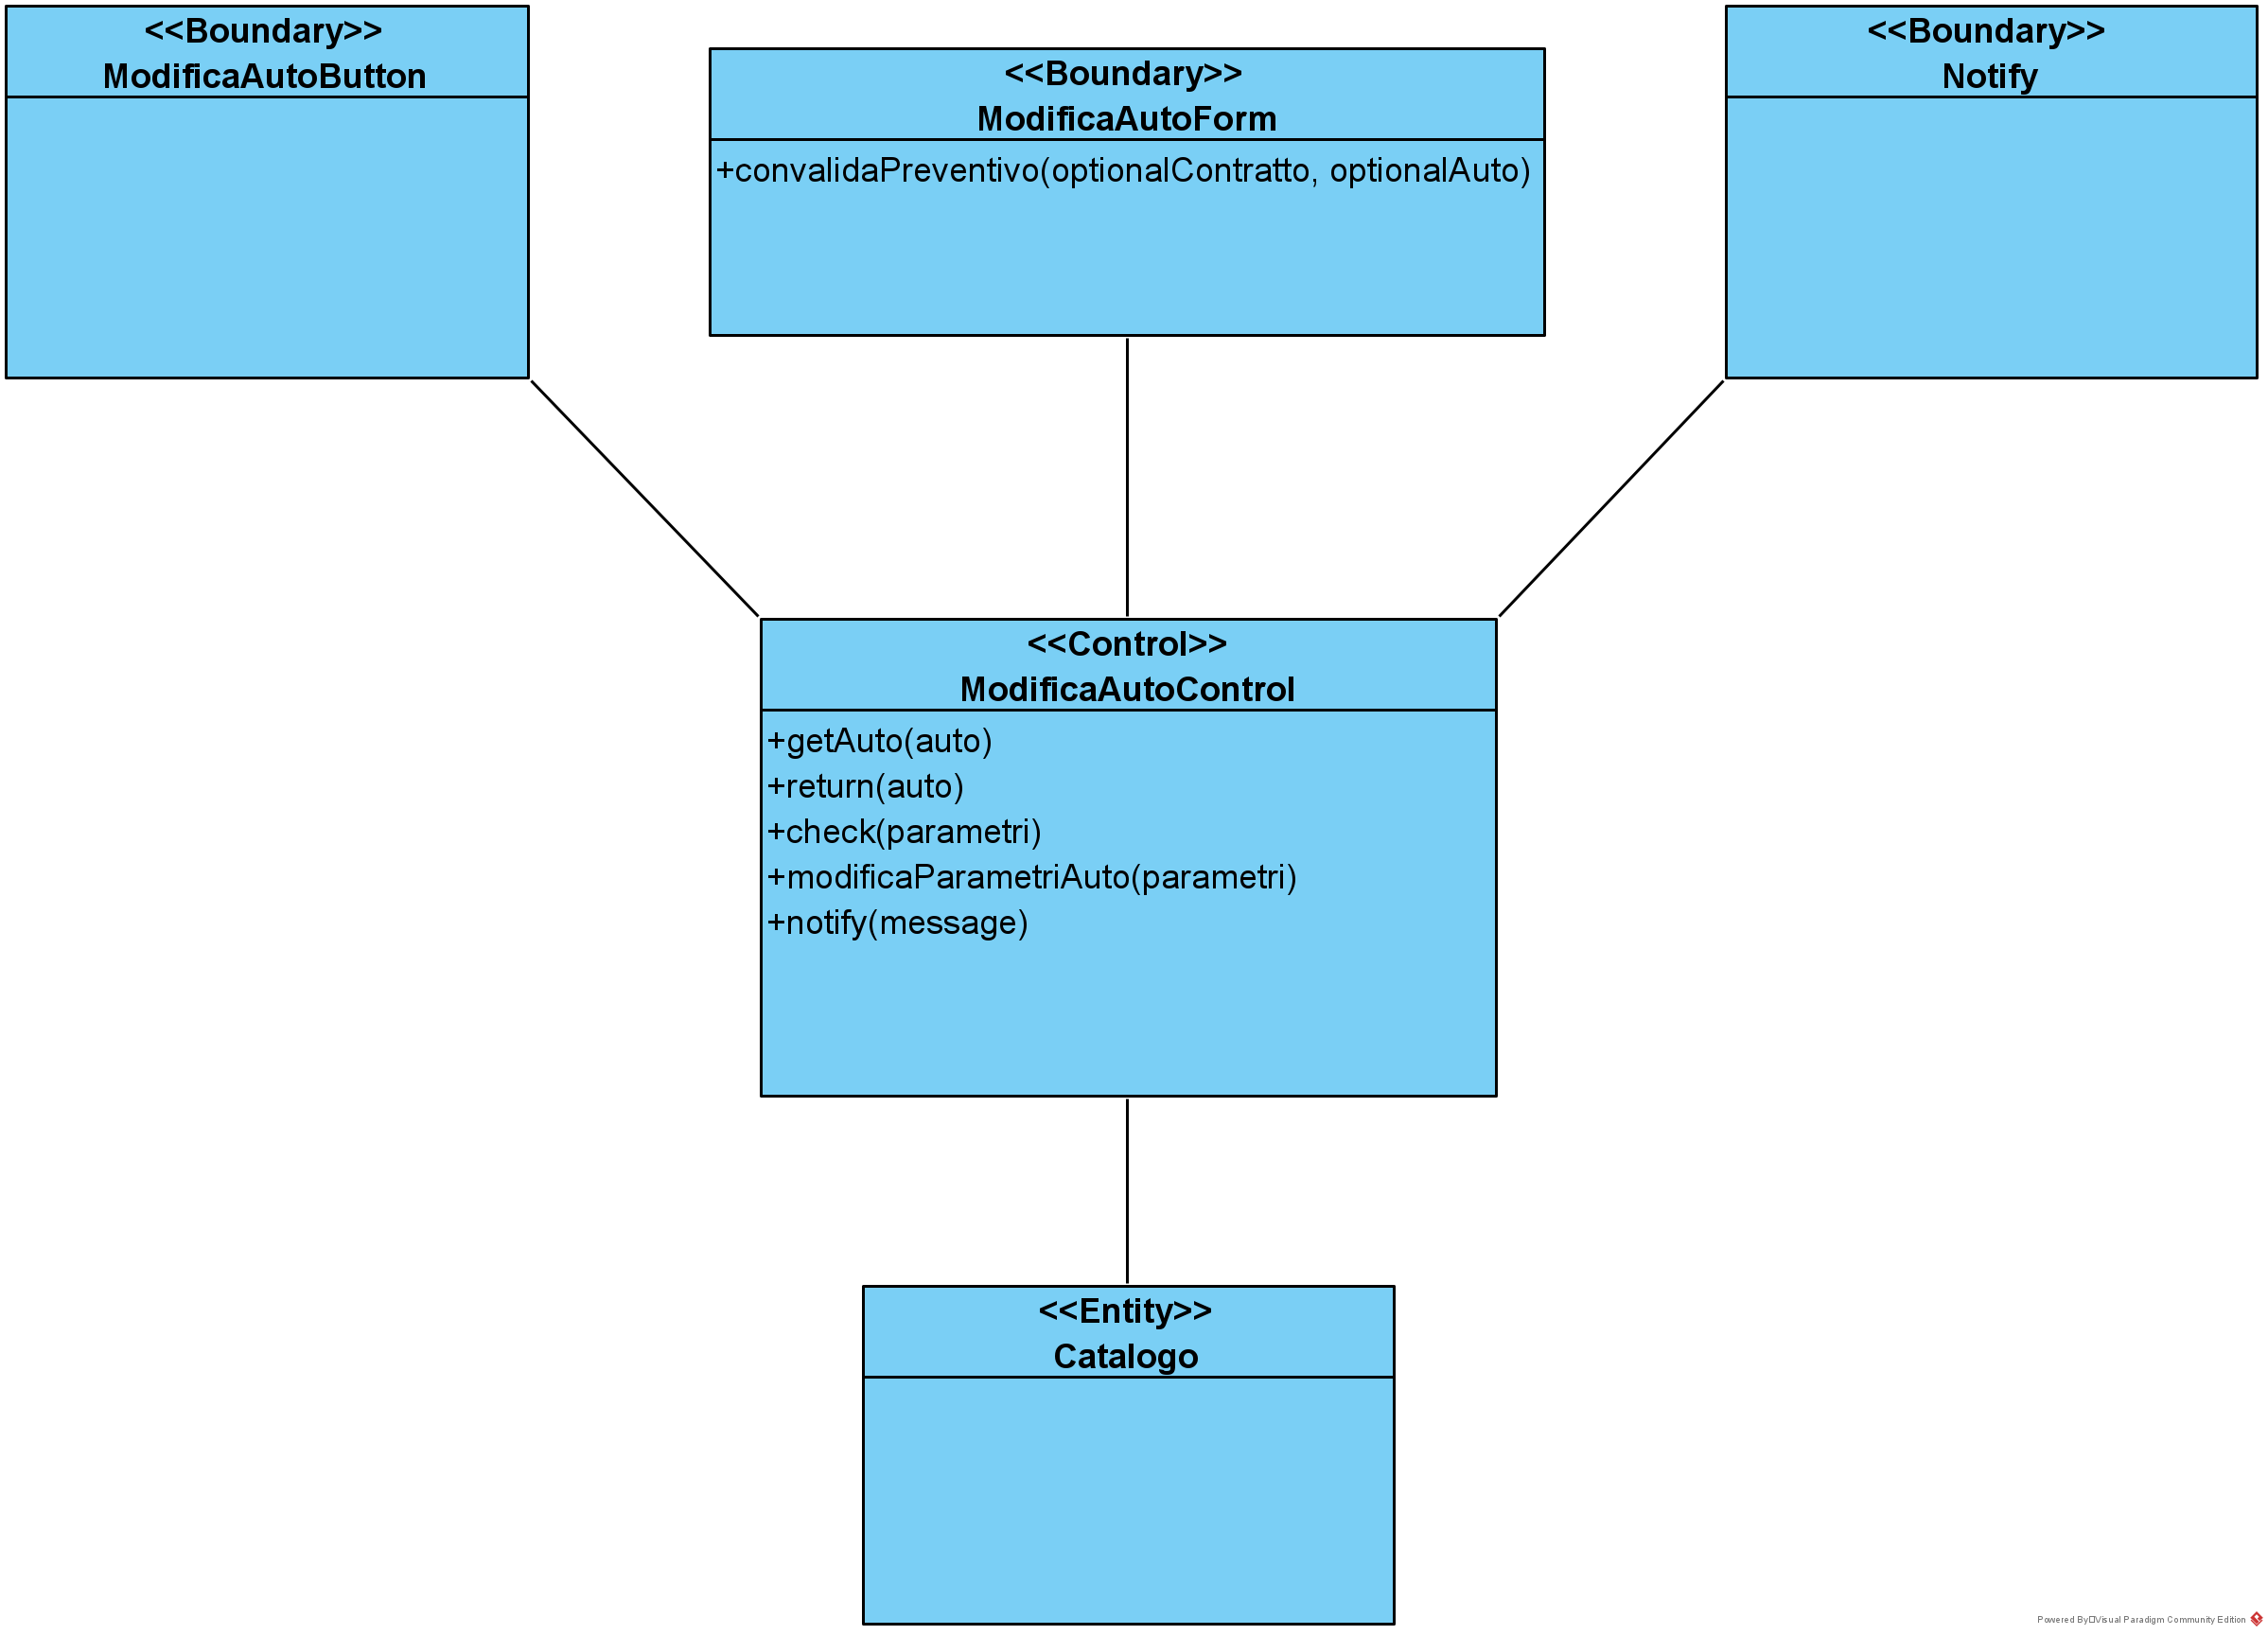 <<Boundary>>
ModificaAutoButton
<<Boundary>>
ModificaAutoForm
+convalidaPreventivo(optionalContratto, optionalAuto)
<<Boundary>>
Notify
<<Control>>
ModificaAutoControl
+getAuto(auto)
+return(auto)
+check(parametri)
+modificaParametriAuto(parametri)
+notify(message)
<<Entity>>
Catalogo
Powered By□Visual Paradigm Community Edition